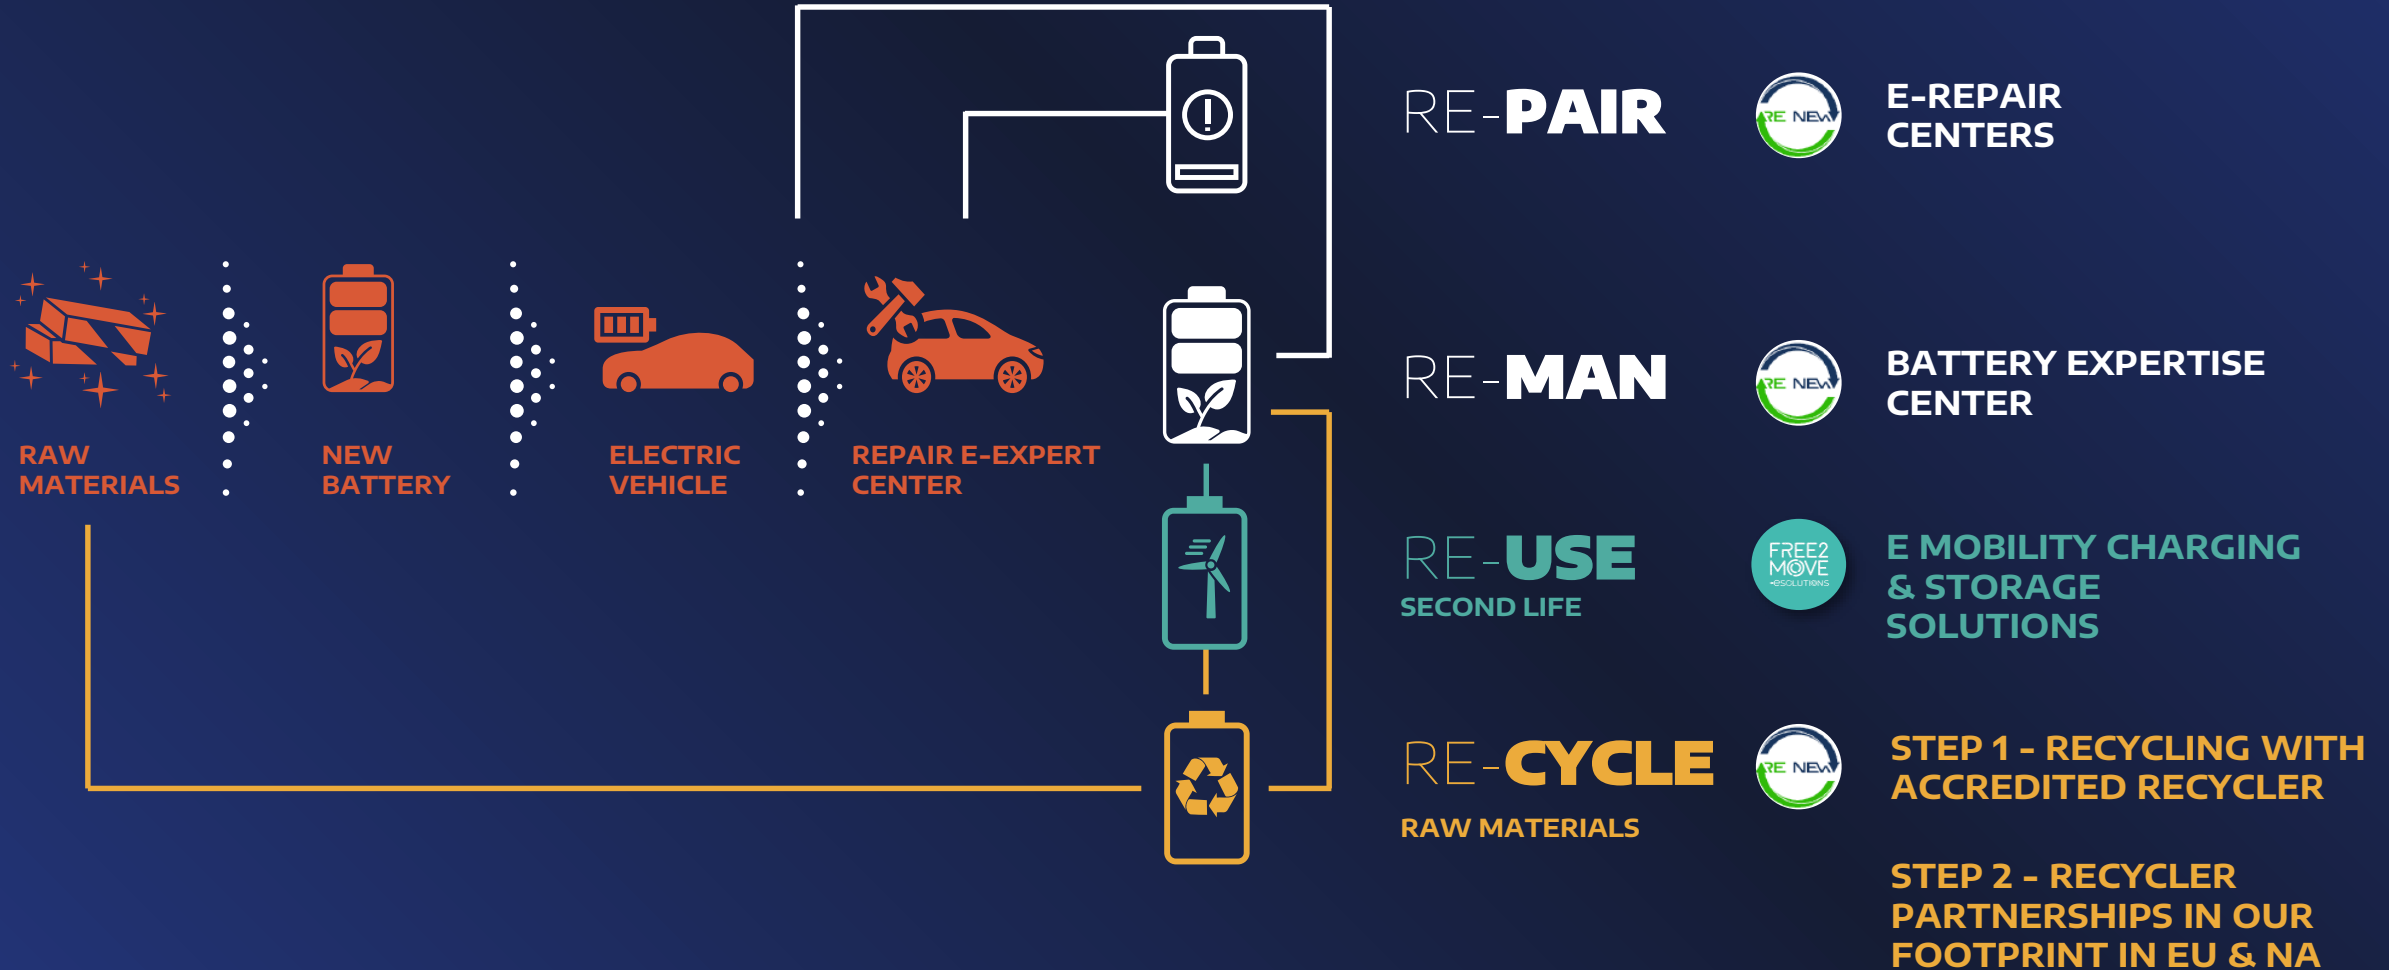 RE-PAIR
RE NEW
E-REPAIR
CENTERS
RE-MAN
RE NEW
BATTERY EXPERTISE
CENTER
RAW
MATERIALS
NEW
BATTERY
ELECTRIC
VEHICLE
REPAIR E-EXPERT
CENTER
RE-USE
SECOND LIFE
FREE2
MOVE
eSOLUTIONS
E MOBILITY CHARGING
& STORAGE
SOLUTIONS
RE-CYCLE
RAW MATERIALS
RE NEW
STEP 1 - RECYCLING WITH
ACCREDITED RECYCLER
STEP 2 - RECYCLER
PARTNERSHIPS IN OUR
FOOTPRINT IN EU & NA